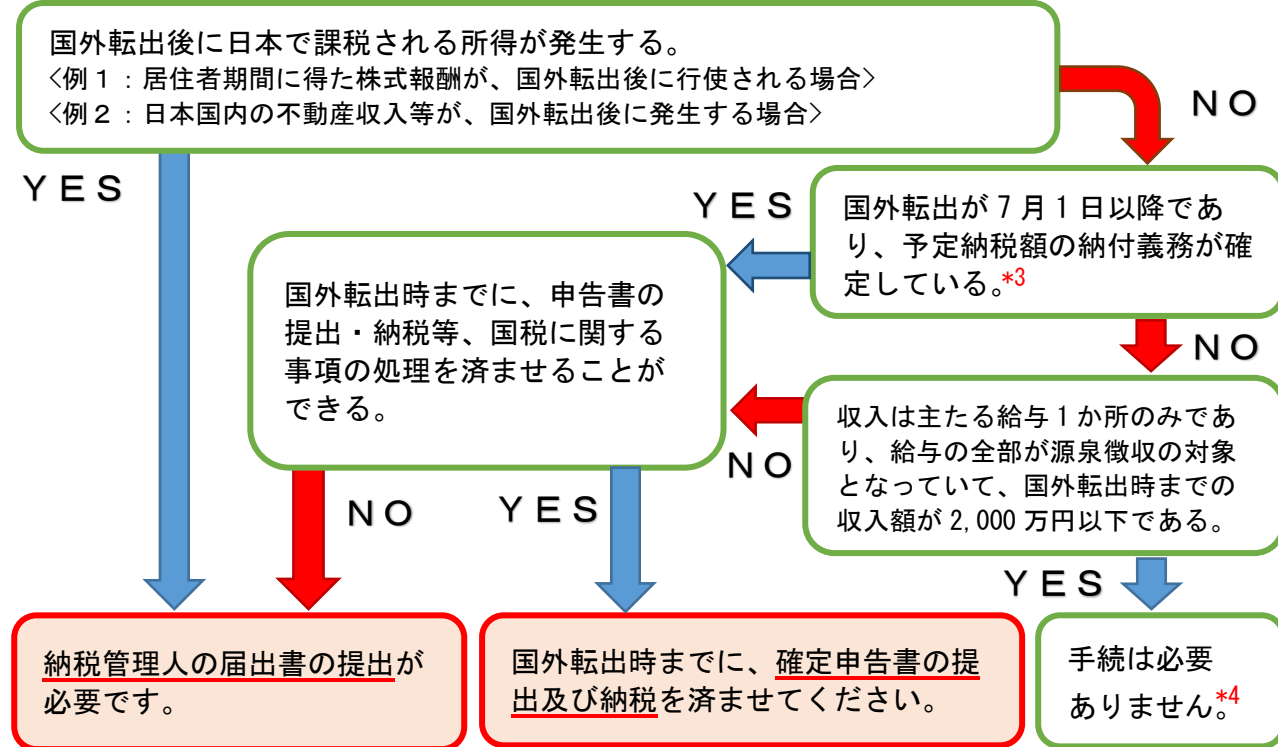 国外転出後に日本で課税される所得が発生する。
〈例１：居住者期間に得た株式報酬が、国外転出後に行使される場合〉
〈例２：日本国内の不動産収入等が、国外転出後に発生する場合〉
ＮＯ
ＹＥＳ
ＹＥＳ
国外転出が７月１日以降であ
り、予定納税額の納付義務が確
定している。*3
国外転出時までに、申告書の
提出・納税等、国税に関する
事項の処理を済ませることが
できる。
ＮＯ
収入は主たる給与１か所のみであ
り、給与の全部が源泉徴収の対象
となっていて、国外転出時までの
収入額が 2,000 万円以下である。
ＮＯ
ＮＯ
ＹＥＳ
ＹＥＳ
納税管理人の届出書の提出が
必要です。
国外転出時までに、確定申告書の提
出及び納税を済ませてください。
手続は必要
ありません。*4